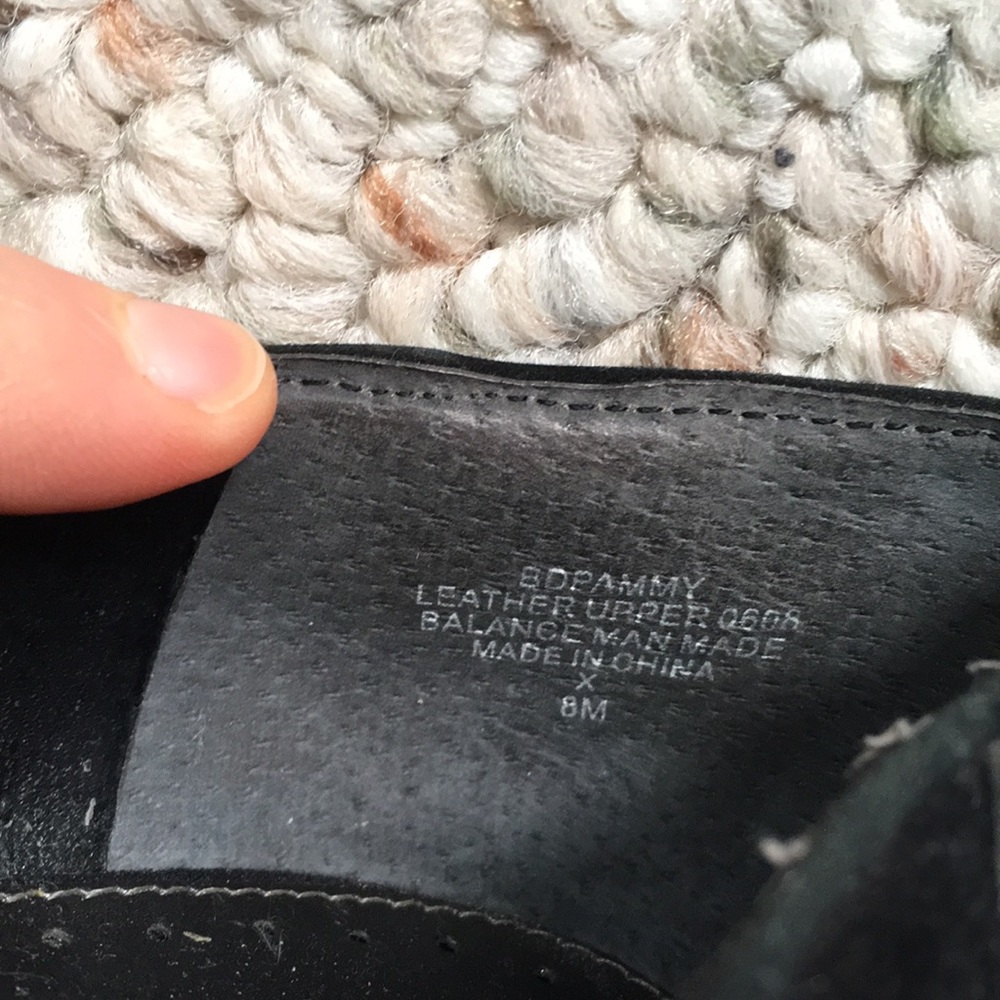 BDPAMMY
LEATHER UPPER 0608
BALANCE MAN MADE
MADE IN CHINA
X
8M